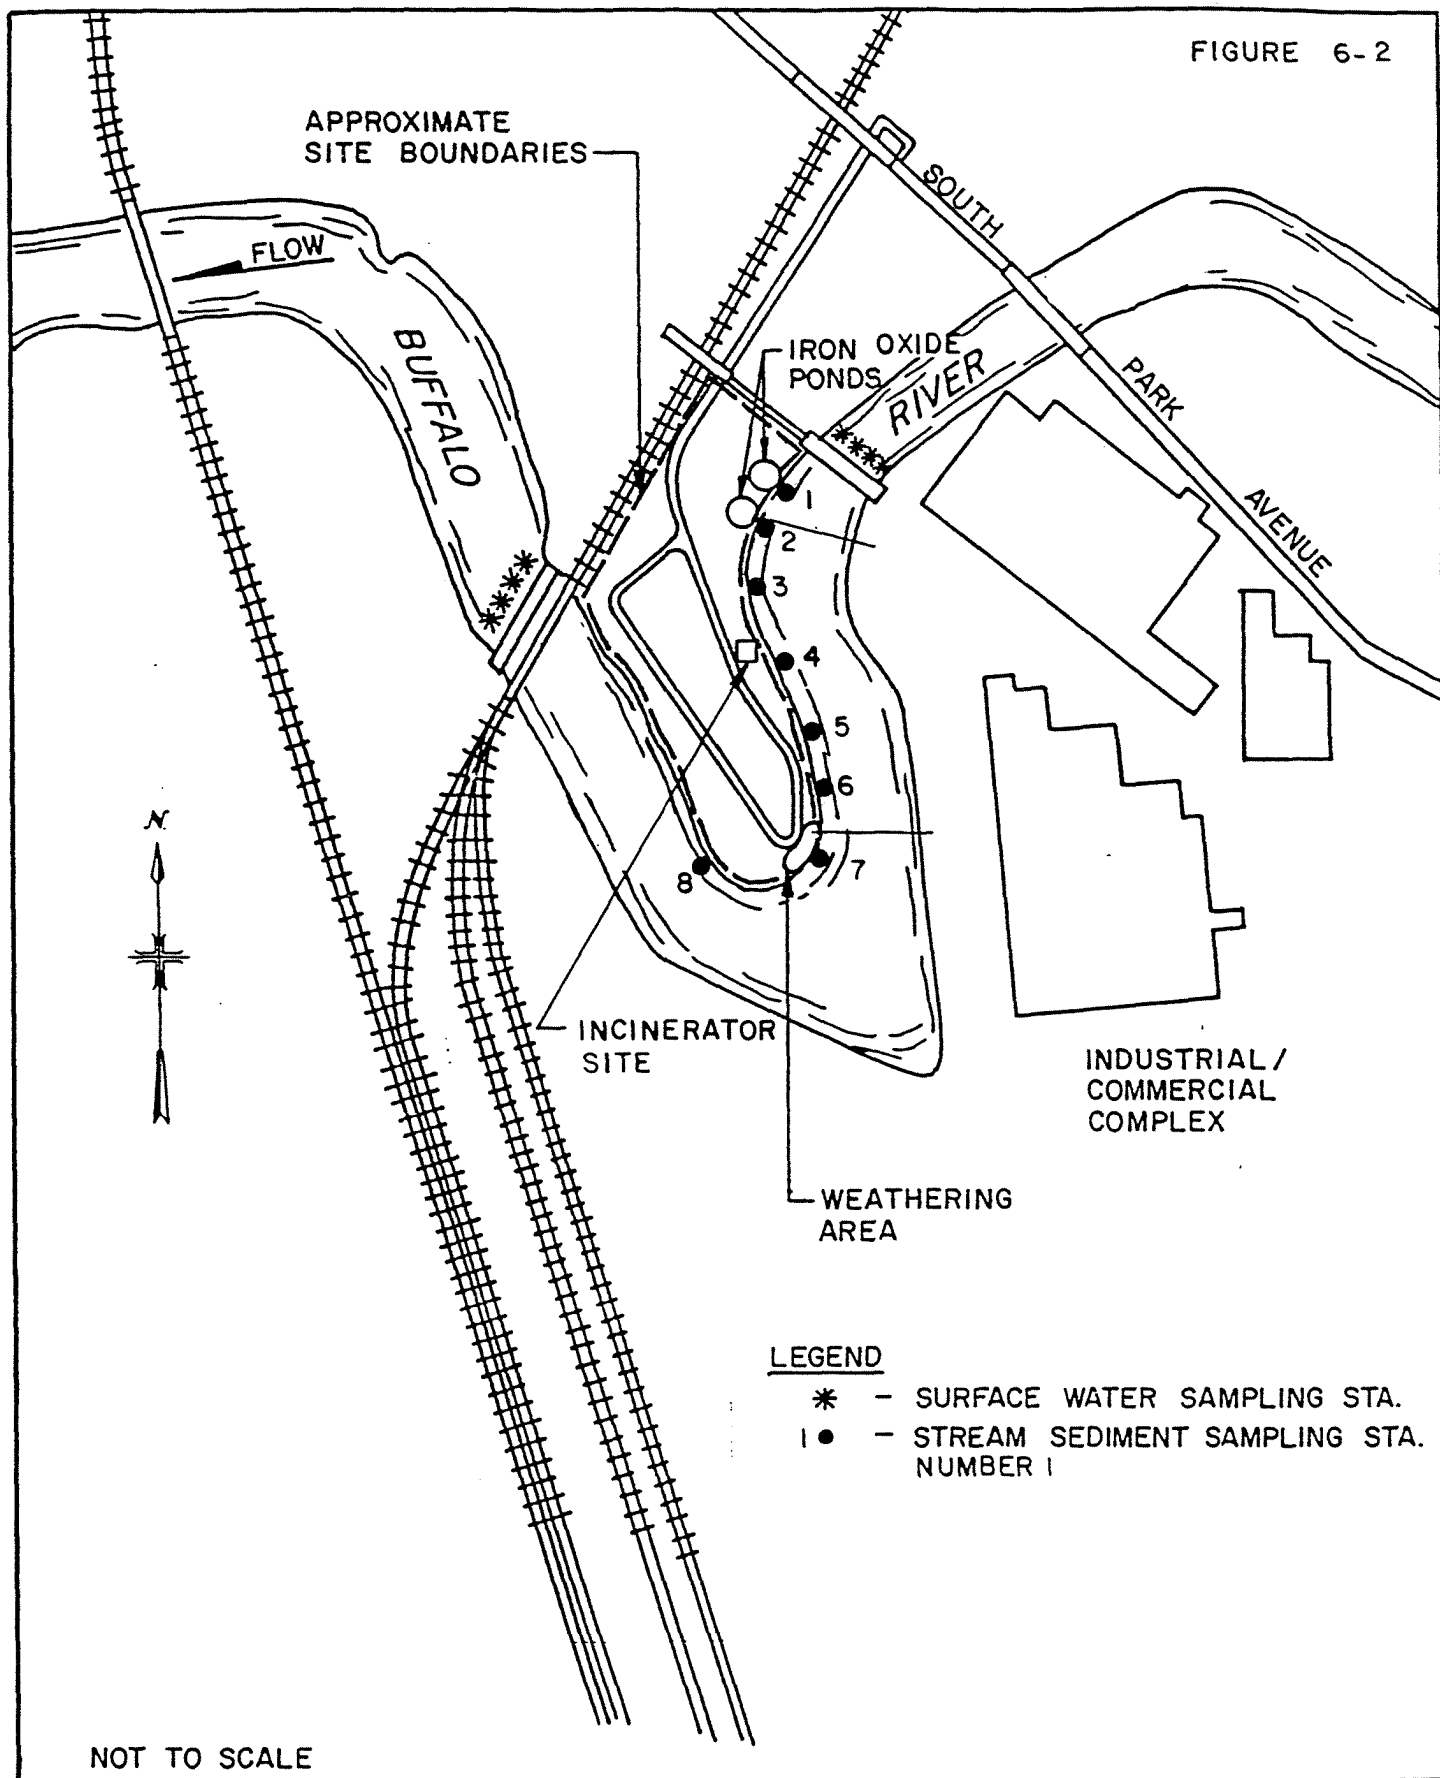 FIGURE 6-2
APPROXIMATE
SITE BOUNDARIES
SOUTH
PARK
AVENUE
FLOW
BUFFALO
RIVER
IRON OXIDE
PONDS
1
2
3
4
5
6
7
8
N
INCINERATOR
SITE
INDUSTRIAL/
COMMERCIAL
COMPLEX
WEATHERING
AREA
LEGEND
* - SURFACE WATER SAMPLING STA.
1 ● - STREAM SEDIMENT SAMPLING STA.
NUMBER 1
NOT TO SCALE